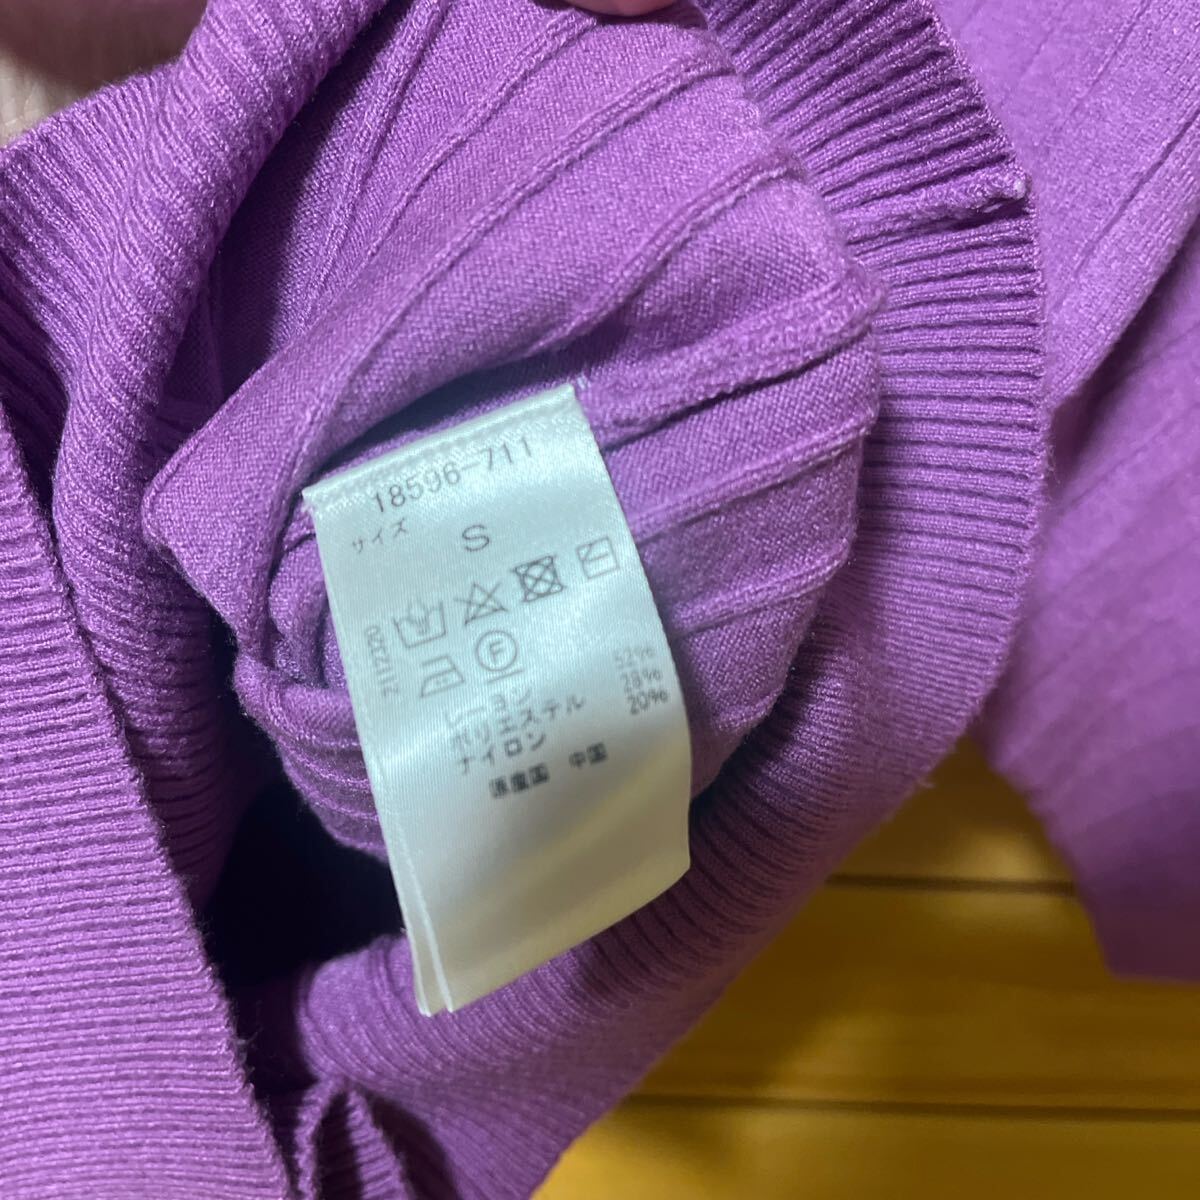 18596-711
サイズ
S
F
レーヨン 52%
ポリエステル 28%
ナイロン 20%
原産国 中国
212320